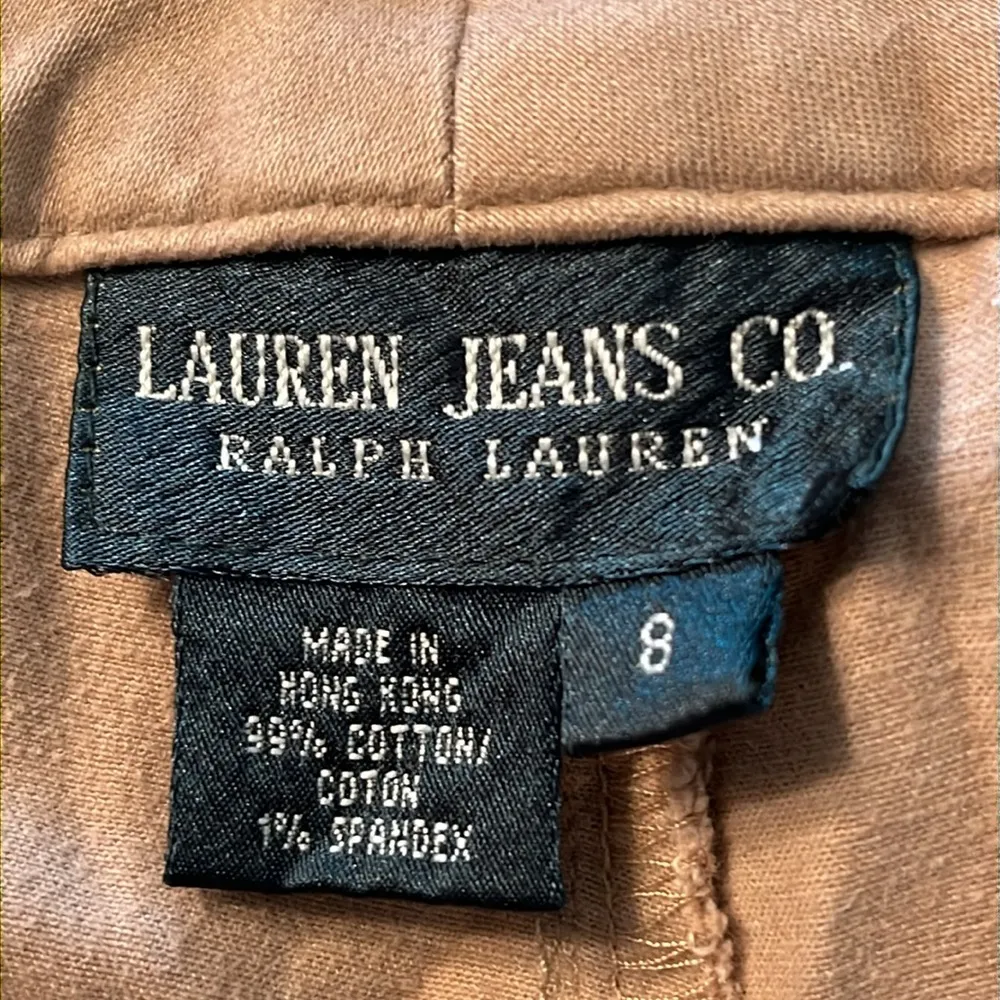 LAUREN JEANS CO.
RALPH LAUREN
8
MADE IN
HONG KONG
99% COTTON/
COTON
1% SPANDEX